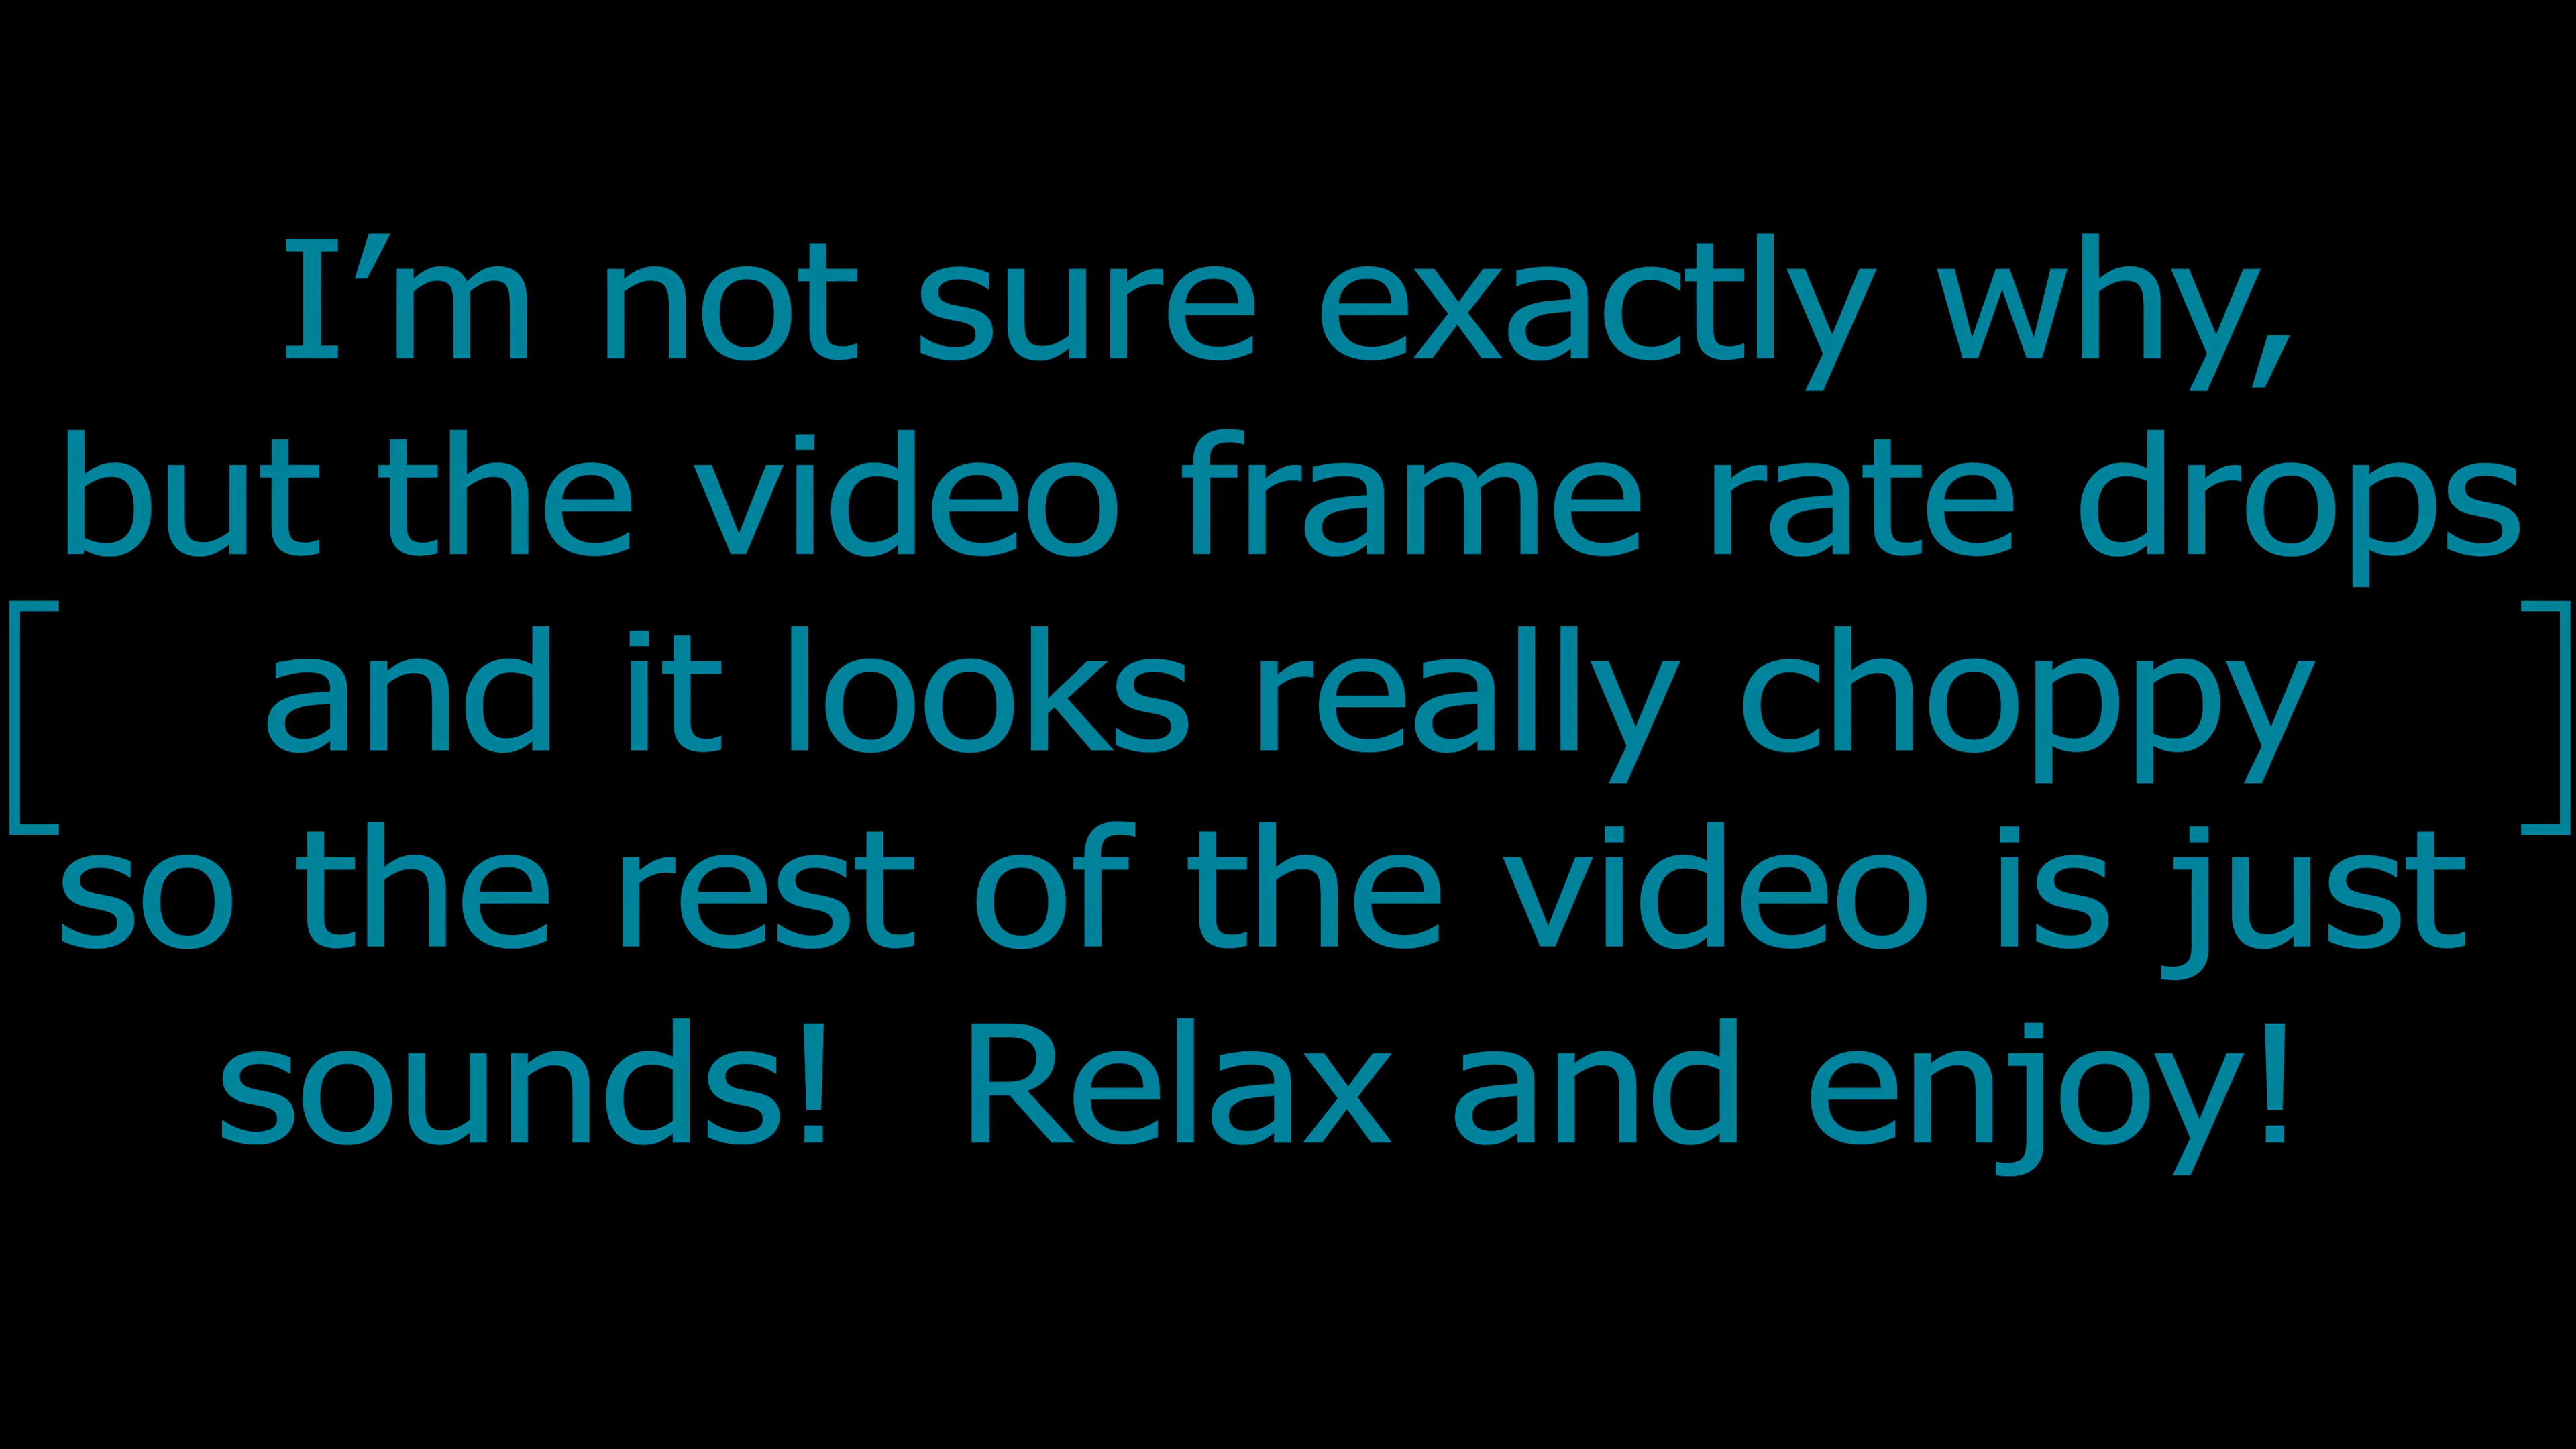 I’m not sure exactly why,
but the video frame rate drops
[ and it looks really choppy ]
so the rest of the video is just
sounds!  Relax and enjoy!